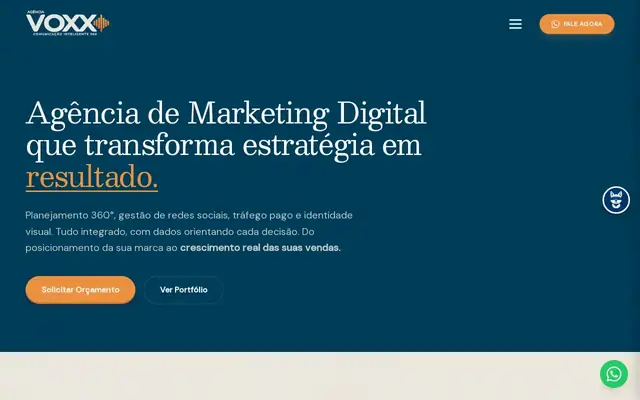 AGÊNCIA
VOXX
COMUNICAÇÃO INTELIGENTE 360
FALE AGORA
Agência de Marketing Digital
que transforma estratégia em
resultado.
Planejamento 360°, gestão de redes sociais, tráfego pago e identidade
visual. Tudo integrado, com dados orientando cada decisão. Do
posicionamento da sua marca ao crescimento real das suas vendas.
Solicitar Orçamento
Ver Portfólio